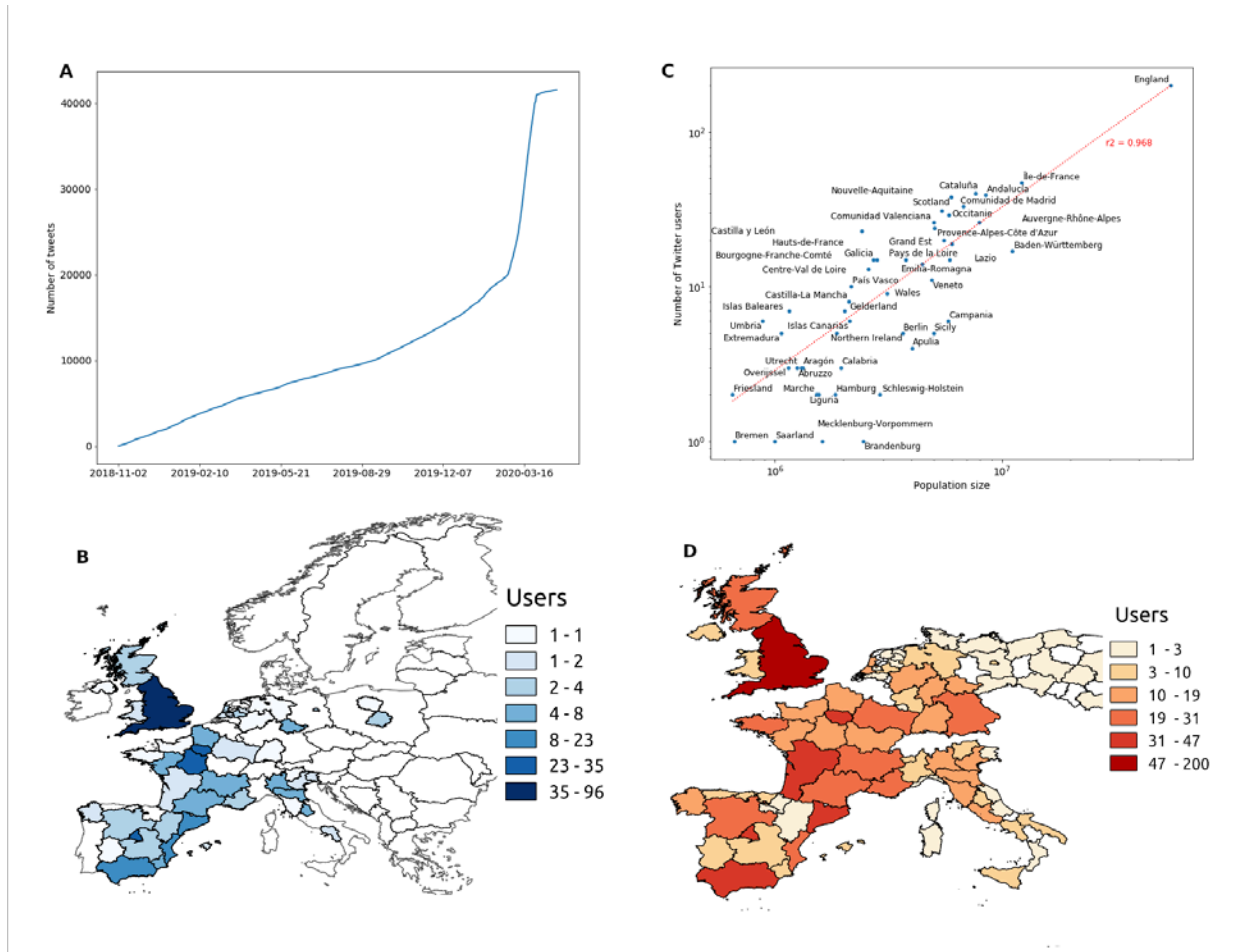 A
Number of tweets
40000
30000
20000
10000
0
2018-11-02 2019-02-10 2019-05-21 2019-08-29 2019-12-07 2020-03-16
C
Number of Twitter users
10²
10¹
10⁰
England
r2 = 0.968
Île-de-France
Cataluña
Andalucía
Nouvelle-Aquitaine
Scotland
Comunidad de Madrid
Occitanie
Comunidad Valenciana
Auvergne-Rhône-Alpes
Castilla y León
Provence-Alpes-Côte d'Azur
Hauts-de-France
Grand Est
Baden-Württemberg
Bourgogne-Franche-Comté
Galicia
Pays de la Loire
Lazio
Centre-Val de Loire
Emilia-Romagna
País Vasco
Veneto
Castilla-La Mancha
Wales
Islas Baleares
Gelderland
Campania
Umbria
Islas Canarias
Berlin
Sicily
Extremadura
Northern Ireland
Apulia
Utrecht
Aragón
Calabria
Overijssel
Abruzzo
Friesland
Marche
Hamburg
Schleswig-Holstein
Liguria
Mecklenburg-Vorpommern
Bremen
Saarland
Brandenburg
10⁶ 10⁷
Population size
B
Users
1 - 1
1 - 2
2 - 4
4 - 8
8 - 23
23 - 35
35 - 96
D
Users
1 - 3
3 - 10
10 - 19
19 - 31
31 - 47
47 - 200